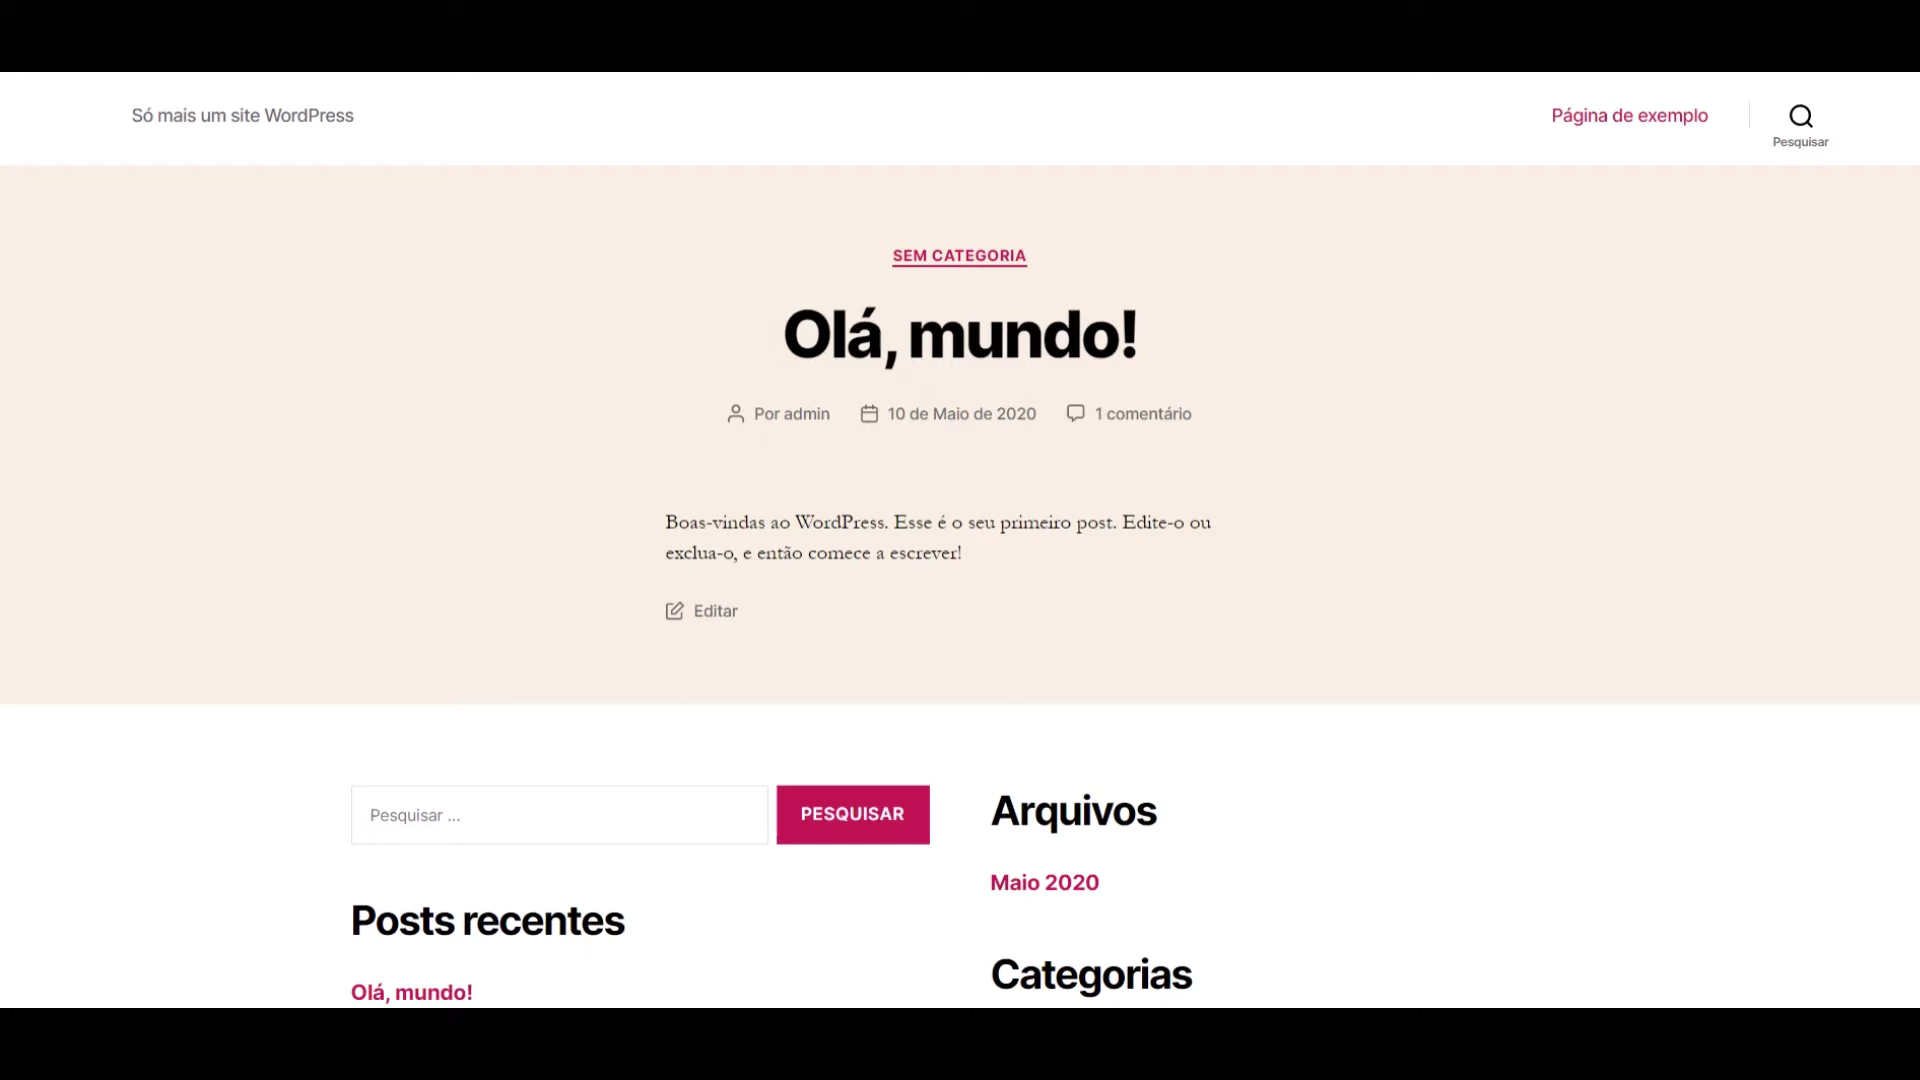 Só mais um site WordPress
Página de exemplo
Pesquisar
SEM CATEGORIA
Olá, mundo!
Por admin
10 de Maio de 2020
1 comentário
Boas-vindas ao WordPress. Esse é o seu primeiro post. Edite-o ou
exclua-o, e então comece a escrever!
Editar
Pesquisar ...
PESQUISAR
Posts recentes
Olá, mundo!
Arquivos
Maio 2020
Categorias